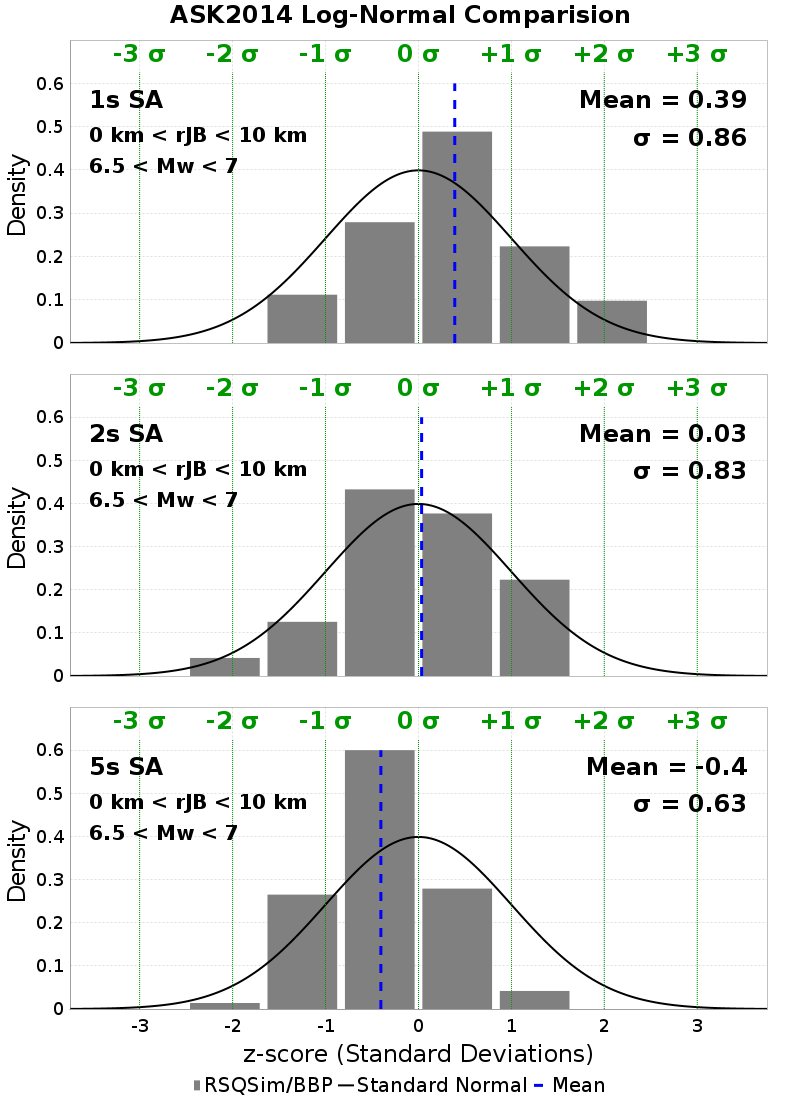 ASK2014 Log-Normal Comparision
-3 σ -2 σ -1 σ 0 σ +1 σ +2 σ +3 σ
1s SA
0 km < rJB < 10 km
6.5 < Mw < 7
Mean = 0.39
σ = 0.86
Density
0.6
0.5
0.4
0.3
0.2
0.1
0
-3 σ -2 σ -1 σ 0 σ +1 σ +2 σ +3 σ
2s SA
0 km < rJB < 10 km
6.5 < Mw < 7
Mean = 0.03
σ = 0.83
Density
0.6
0.5
0.4
0.3
0.2
0.1
0
-3 σ -2 σ -1 σ 0 σ +1 σ +2 σ +3 σ
5s SA
0 km < rJB < 10 km
6.5 < Mw < 7
Mean = -0.4
σ = 0.63
Density
0.6
0.5
0.4
0.3
0.2
0.1
0
-3 -2 -1 0 1 2 3
z-score (Standard Deviations)
RSQSim/BBP Standard Normal Mean